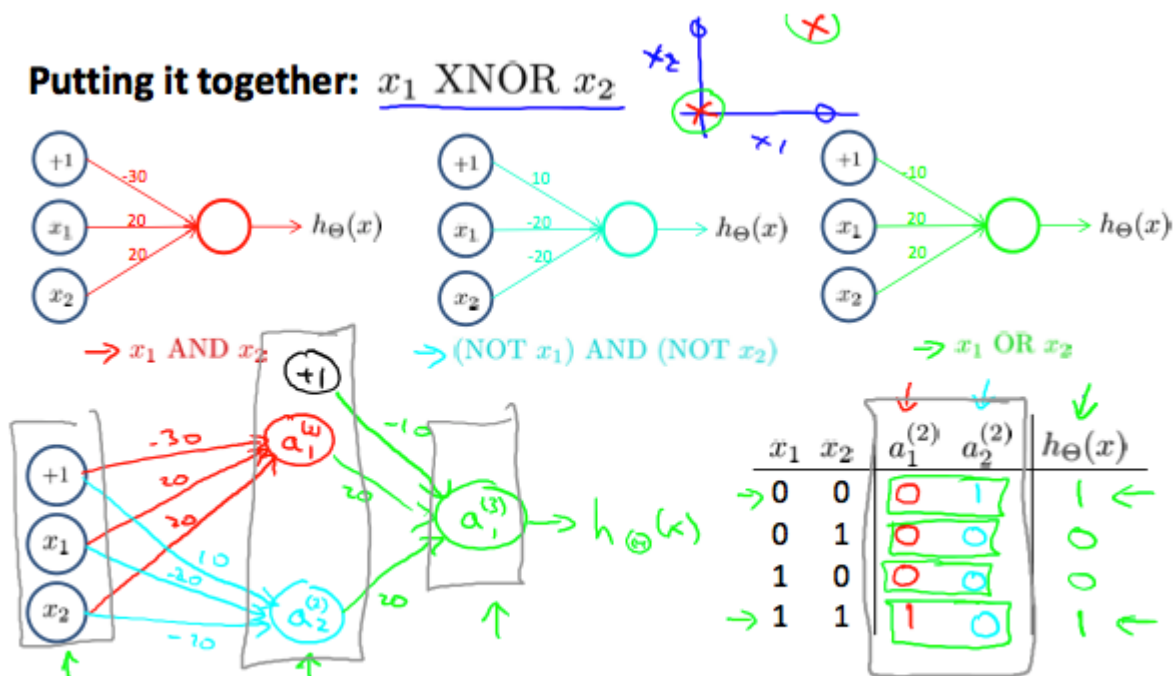 Putting it together: x₁ XNOR x₂
x₂
x₁
+1
x₁
x₂
-30
20
20
h_Θ(x)
→ x₁ AND x₂
+1
x₁
x₂
10
-20
-20
h_Θ(x)
→ (NOT x₁) AND (NOT x₂)
+1
x₁
x₂
-10
20
20
h_Θ(x)
→ x₁ OR x₂
+1
x₁
x₂
-30
20
20
10
-20
-20
+1
a₁⁽²⁾
a₂⁽²⁾
-10
20
20
a₁⁽³⁾
→ h_Θ(x)
x₁ x₂ a₁⁽²⁾ a₂⁽²⁾ h_Θ(x)
→ 0 0 0 1 1 ←
0 1 0 0 0
1 0 0 0 0
→ 1 1 1 0 1 ←